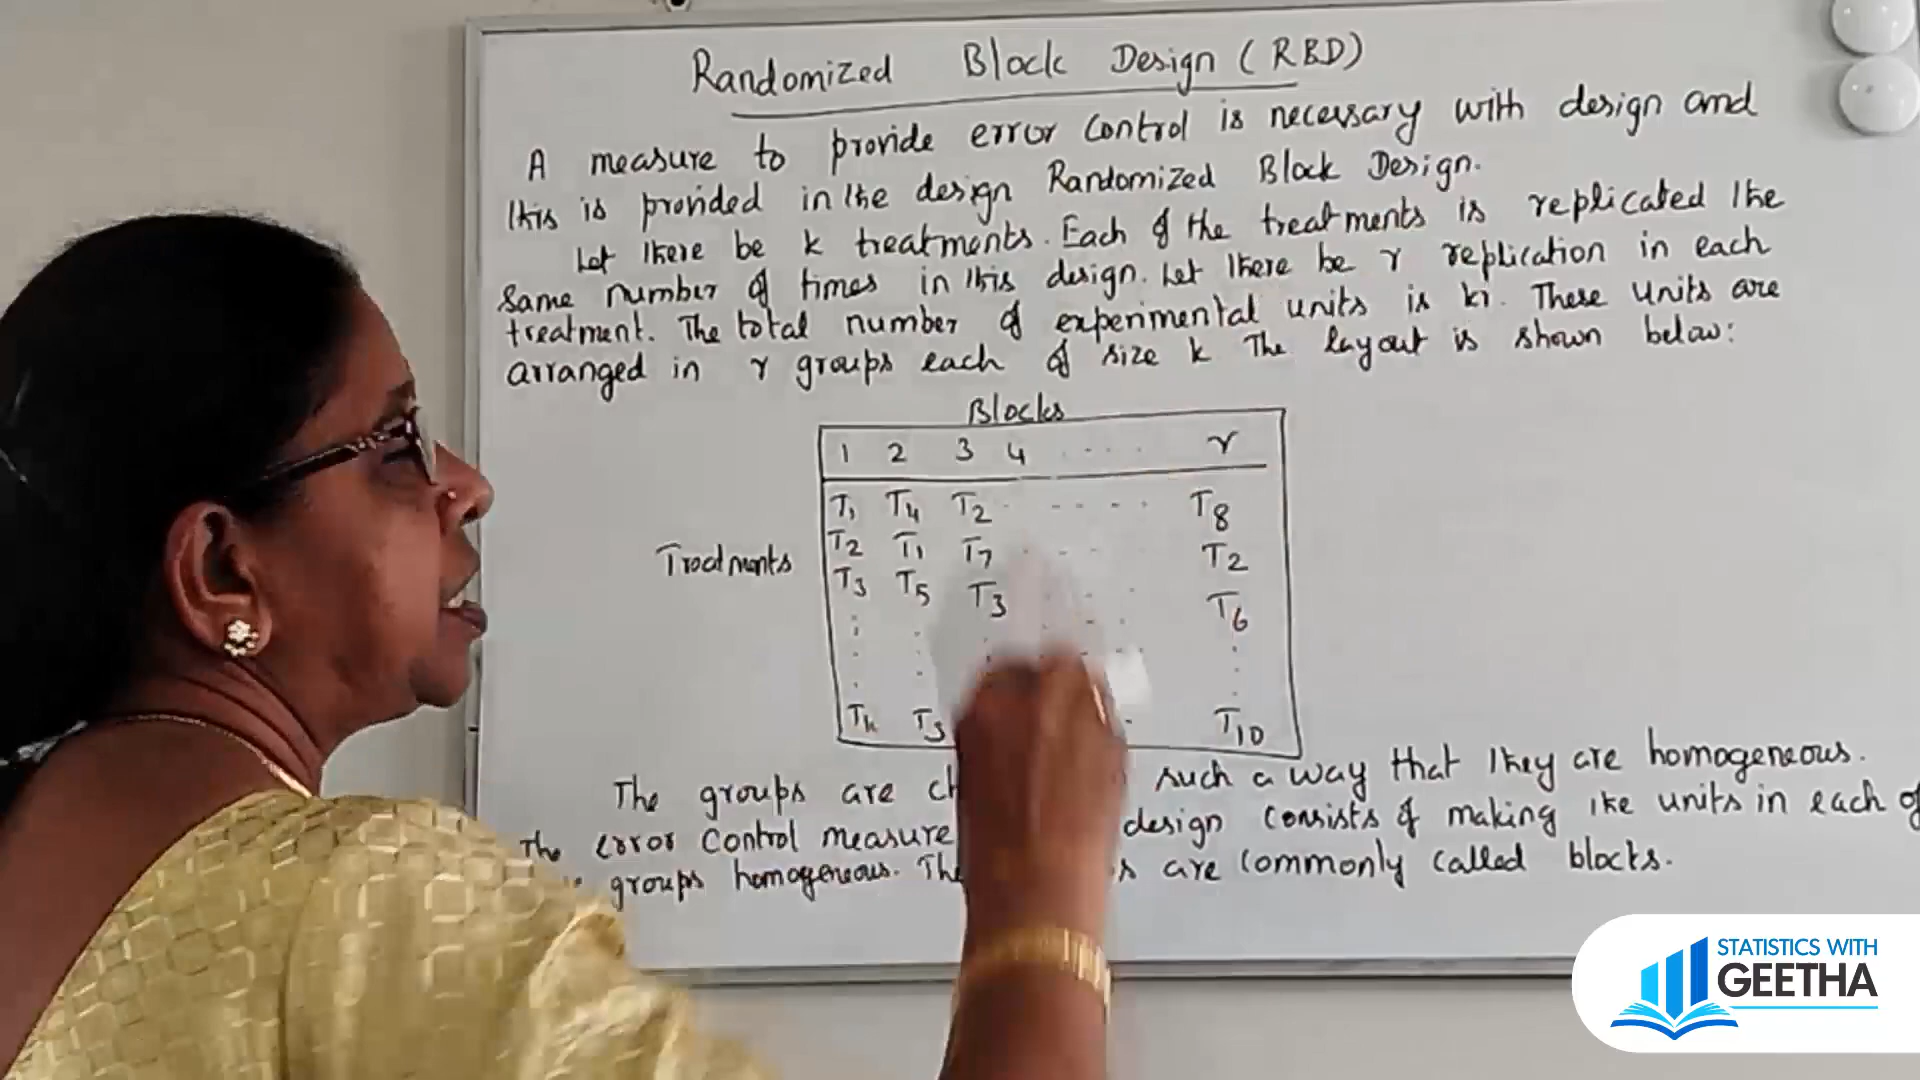 Randomized Block Design (RBD)
A measure to provide error control is necessary with design and
this is provided in the design Randomized Block Design.
Let there be k treatments. Each of the treatments is replicated the
same number of times in this design. Let there be r replication in each
treatment. The total number of experimental units is kr. These units are
arranged in r groups each of size k The layout is shown below:
Blocks
1 2 3 4 .... r
T1 T4 T2 .... T8
T2 T1 T7 .... T2
Treatments
T3 T5 T3 ... T6
Tk T3 T10
The groups are ch such a way that they are homogeneous.
The error control measure design consists of making the units in each of
groups homogeneous. The s are commonly called blocks.
STATISTICS WITH
GEETHA